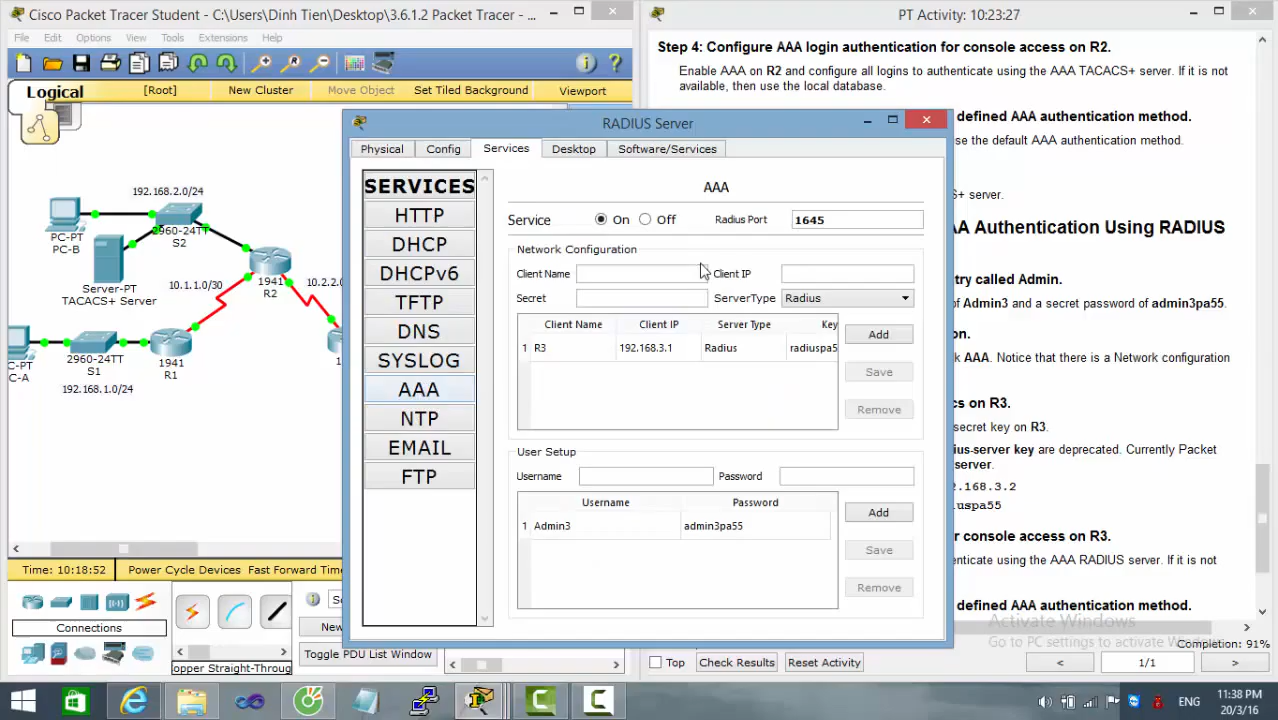 Cisco Packet Tracer Student - C:\Users\Dinh Tien\Desktop\3.6.1.2 Packet Tracer - ...
File Edit Options View Tools Extensions Help
Logical [Root] New Cluster Move Object Set Tiled Background Viewport
192.168.2.0/24
PC-PT
PC-B
2960-24TT
S2
Server-PT
TACACS+ Server
1941
R2
10.1.1.0/30
10.2.2.0
2960-24TT
S1
1941
R1
C-A
192.168.1.0/24
Time: 10:18:52 Power Cycle Devices Fast Forward Time
Connections
opper Straight-Throug
New
Toggle PDU List Window
PT Activity: 10:23:27
Step 4: Configure AAA login authentication for console access on R2.
Enable AAA on R2 and configure all logins to authenticate using the AAA TACACS+ server. If it is not
available, then use the local database.
defined AAA authentication method.
se the default AAA authentication method.
S+ server.
AA Authentication Using RADIUS
try called Admin.
of Admin3 and a secret password of admin3pa55.
on.
k AAA. Notice that there is a Network configuration
cs on R3.
secret key on R3.
ius-server key are deprecated. Currently Packet
server.
2.168.3.2
iuspa55
r console access on R3.
enticate using the AAA RADIUS server. If it is not
defined AAA authentication method.
Activate Windows
Go to PC settings to activate Windows.
Completion: 91%
Top Check Results Reset Activity < 1/1 >
RADIUS Server
Physical Config Services Desktop Software/Services
SERVICES
HTTP
DHCP
DHCPv6
TFTP
DNS
SYSLOG
AAA
NTP
EMAIL
FTP
AAA
Service On Off Radius Port 1645
Network Configuration
Client Name Client IP
Secret ServerType Radius
Client Name Client IP Server Type Key
1 R3 192.168.3.1 Radius radiuspa5
Add
Save
Remove
User Setup
Username Password
Username Password
1 Admin3 admin3pa55
Add
Save
Remove
ENG
11:38 PM
20/3/16